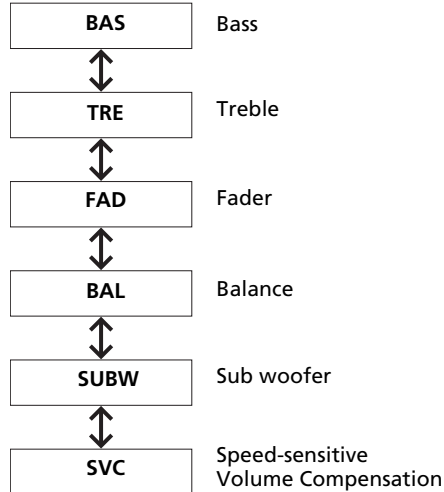 BAS Bass
TRE Treble
FAD Fader
BAL Balance
SUBW Sub woofer
SVC Speed-sensitive
Volume Compensation